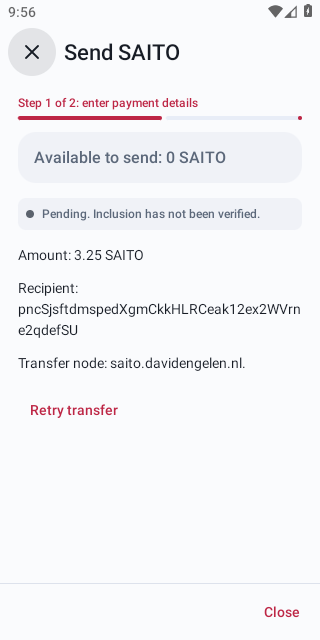 9:56
Send SAITO
Step 1 of 2: enter payment details
Available to send: 0 SAITO
Pending. Inclusion has not been verified.
Amount: 3.25 SAITO
Recipient:
pncSjsftdmspedXgmCkkHLRCeak12ex2WVrn
e2qdefSU
Transfer node: saito.davidengelen.nl.
Retry transfer
Close